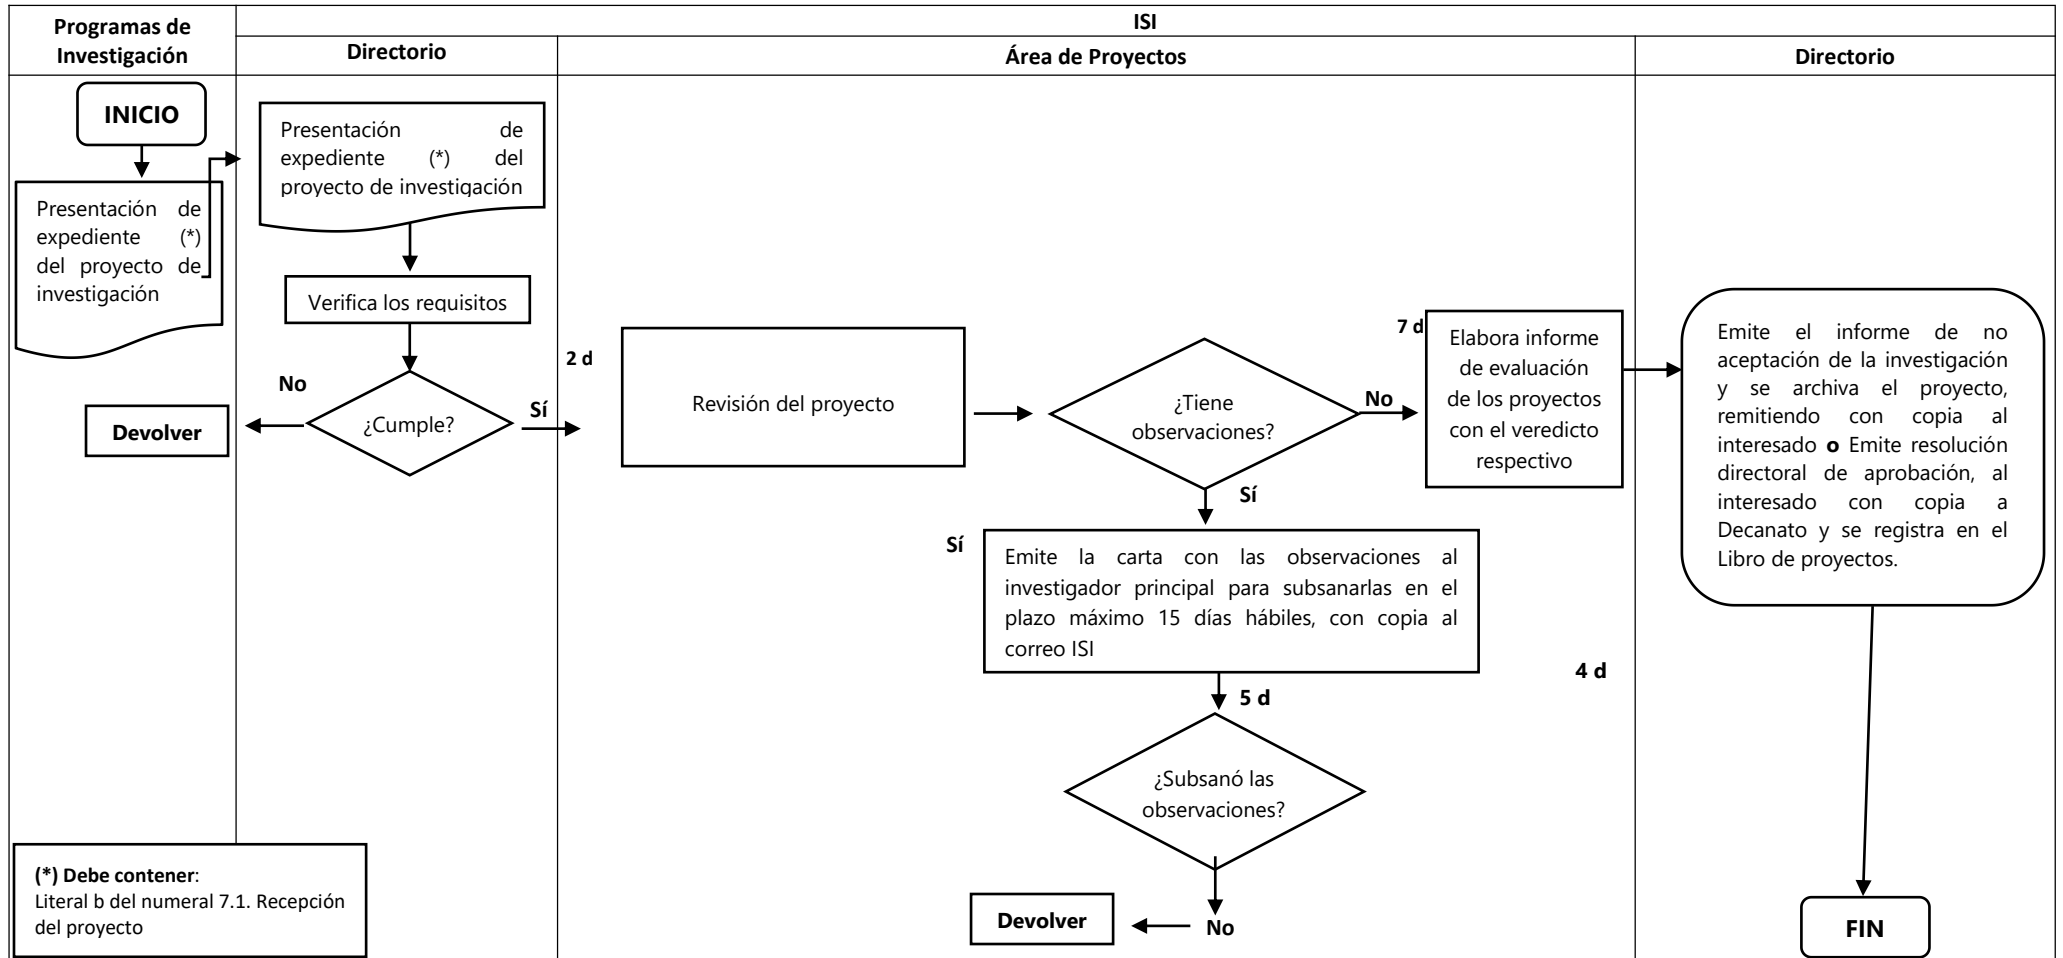 Programas de
Investigación
ISI
Directorio
Área de Proyectos
Directorio
INICIO
Presentación de
expediente (*)
del proyecto de
investigación
Presentación de
expediente (*) del
proyecto de investigación
Verifica los requisitos
¿Cumple?
No
Devolver
Sí
2 d
Revisión del proyecto
¿Tiene
observaciones?
No
7 d
Elabora informe
de evaluación
de los proyectos
con el veredicto
respectivo
Sí
Sí
Emite la carta con las observaciones al
investigador principal para subsanarlas en el
plazo máximo 15 días hábiles, con copia al
correo ISI
5 d
4 d
¿Subsanó las
observaciones?
No
Devolver
Emite el informe de no
aceptación de la investigación
y se archiva el proyecto,
remitiendo con copia al
interesado o Emite resolución
directoral de aprobación, al
interesado con copia a
Decanato y se registra en el
Libro de proyectos.
FIN
(*) Debe contener:
Literal b del numeral 7.1. Recepción
del proyecto